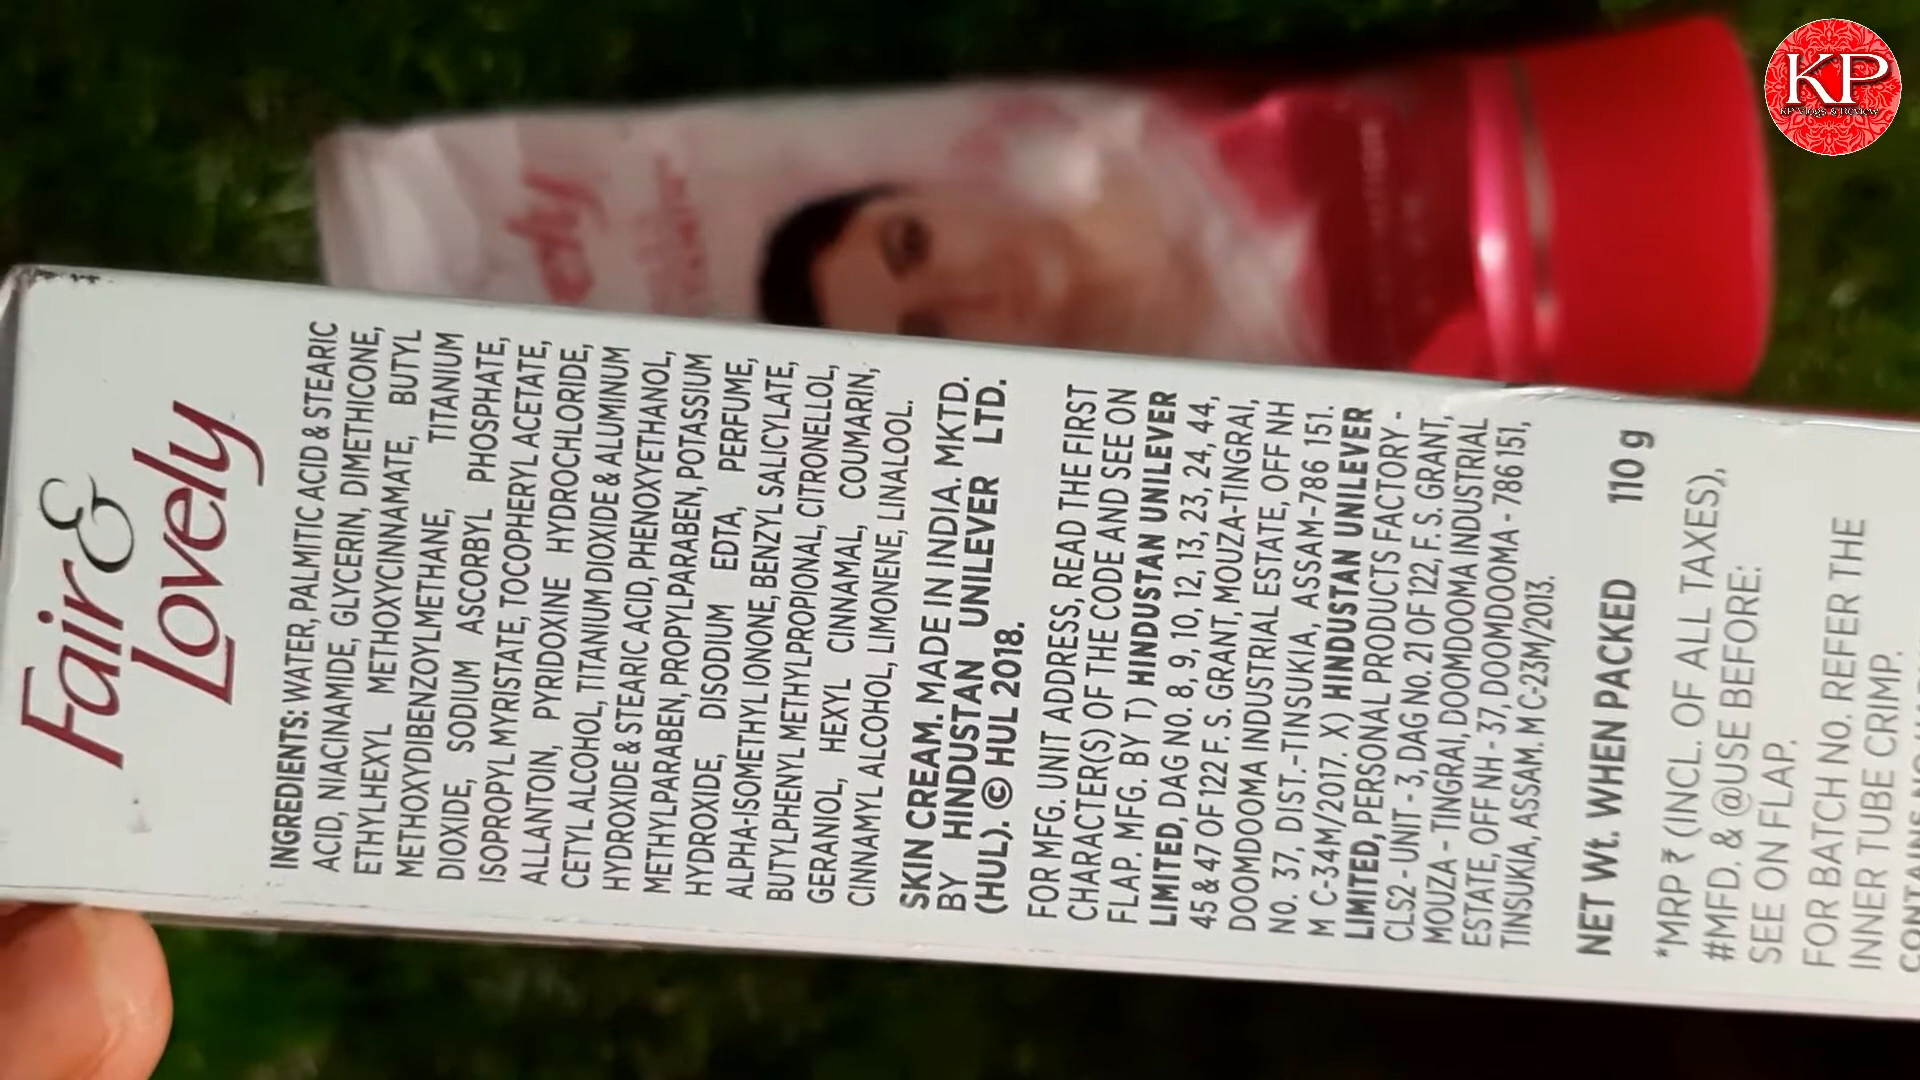 Fair &
Lovely
INGREDIENTS: WATER, PALMITIC ACID & STEARIC
ACID, NIACINAMIDE, GLYCERIN, DIMETHICONE,
ETHYLHEXYL METHOXYCINNAMATE, BUTYL
METHOXYDIBENZOYLMETHANE, TITANIUM
DIOXIDE, SODIUM ASCORBYL PHOSPHATE,
ISOPROPYL MYRISTATE, TOCOPHERYL ACETATE,
ALLANTOIN, PYRIDOXINE HYDROCHLORIDE,
CETYL ALCOHOL, TITANIUM DIOXIDE & ALUMINUM
HYDROXIDE & STEARIC ACID, PHENOXYETHANOL,
METHYLPARABEN, PROPYLPARABEN, POTASSIUM
HYDROXIDE, DISODIUM EDTA, PERFUME,
ALPHA-ISOMETHYL IONONE, BENZYL SALICYLATE,
BUTYLPHENYL METHYLPROPIONAL, CITRONELLOL,
GERANIOL, HEXYL CINNAMAL, COUMARIN,
CINNAMYL ALCOHOL, LIMONENE, LINALOOL.
SKIN CREAM. MADE IN INDIA. MKTD.
BY HINDUSTAN UNILEVER LTD.
(HUL). © HUL 2018.
FOR MFG. UNIT ADDRESS, READ THE FIRST
CHARACTER(S) OF THE CODE AND SEE ON
FLAP. MFG. BY T) HINDUSTAN UNILEVER
LIMITED, DAG NO. 8, 9, 10, 12, 13, 23, 24, 44,
45 & 47 OF 122 F. S. GRANT, MOUZA-TINGRAI,
DOOMDOOMA INDUSTRIAL ESTATE, OFF NH
NO. 37, DIST.-TINSUKIA, ASSAM-786 151.
M C-34M/2017. X) HINDUSTAN UNILEVER
LIMITED, PERSONAL PRODUCTS FACTORY -
CLS2 - UNIT - 3, DAG No. 21 OF 122, F. S. GRANT,
MOUZA - TINGRAI, DOOMDOOMA INDUSTRIAL
ESTATE, OFF NH - 37, DOOMDOOMA - 786 151,
TINSUKIA, ASSAM. M C-23M/2013.
NET Wt. WHEN PACKED 110 g
*MRP ₹ (INCL. OF ALL TAXES),
#MFD. & @USE BEFORE:
SEE ON FLAP.
FOR BATCH NO. REFER THE
INNER TUBE CRIMP.
KP
KP Vlogs & Review